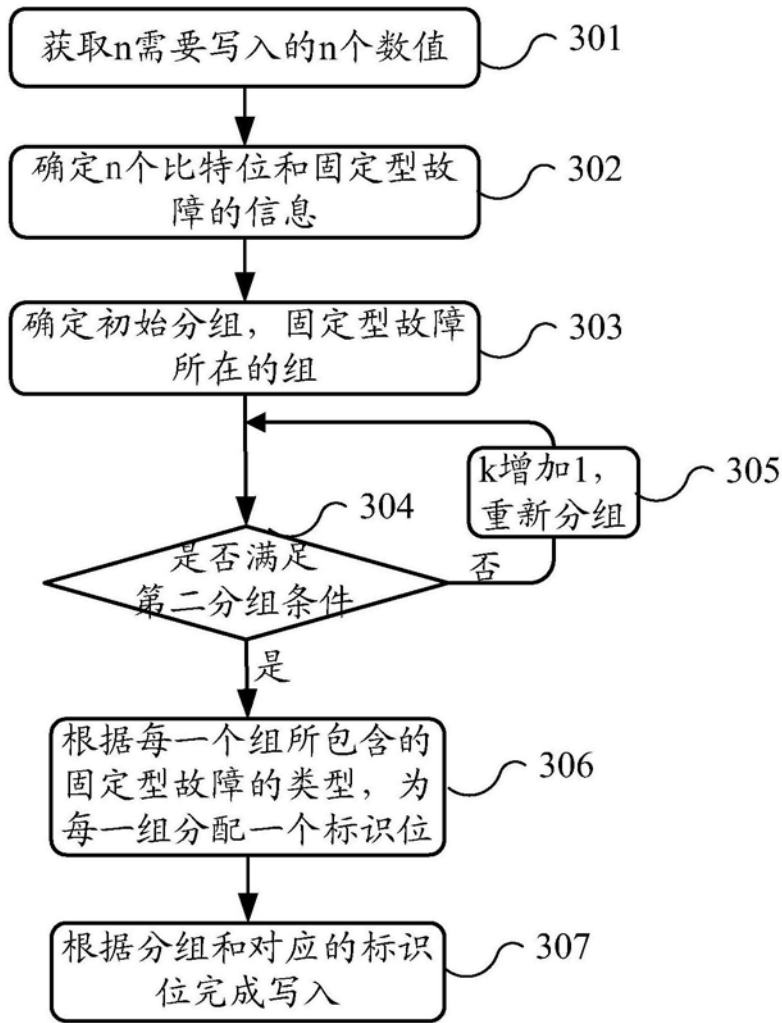 获取n需要写入的n个数值
301
确定n个比特位和固定型故
障的信息
302
确定初始分组，固定型故障
所在的组
303
k增加1，
重新分组
305
304
是否满足
第二分组条件
否
是
根据每一个组所包含的
固定型故障的类型，为
每一组分配一个标识位
306
根据分组和对应的标识
位完成写入
307